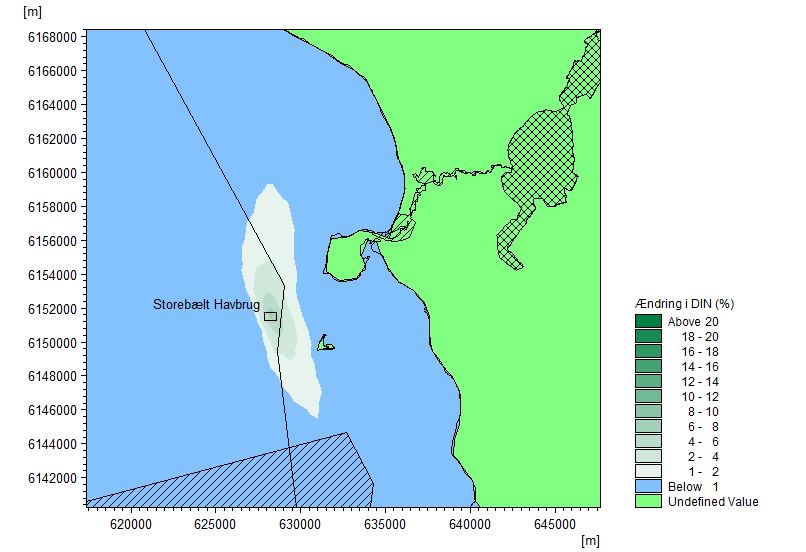 [m]
6168000
6166000
6164000
6162000
6160000
6158000
6156000
6154000
6152000
6150000
6148000
6146000
6144000
6142000
Storebælt Havbrug
620000 625000 630000 635000 640000 645000
[m]
Ændring i DIN (%)
Above 20
18 - 20
16 - 18
14 - 16
12 - 14
10 - 12
8 - 10
6 - 8
4 - 6
2 - 4
1 - 2
Below 1
Undefined Value